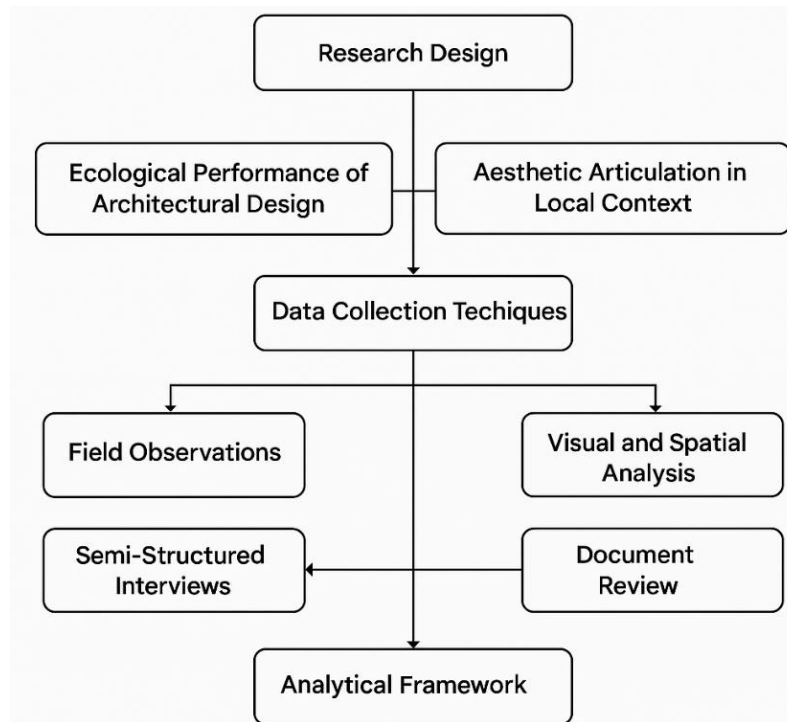 Research Design
Ecological Performance of
Architectural Design
Aesthetic Articulation in
Local Context
Data Collection Techiques
Field Observations
Visual and Spatial
Analysis
Semi-Structured
Interviews
Document
Review
Analytical Framework